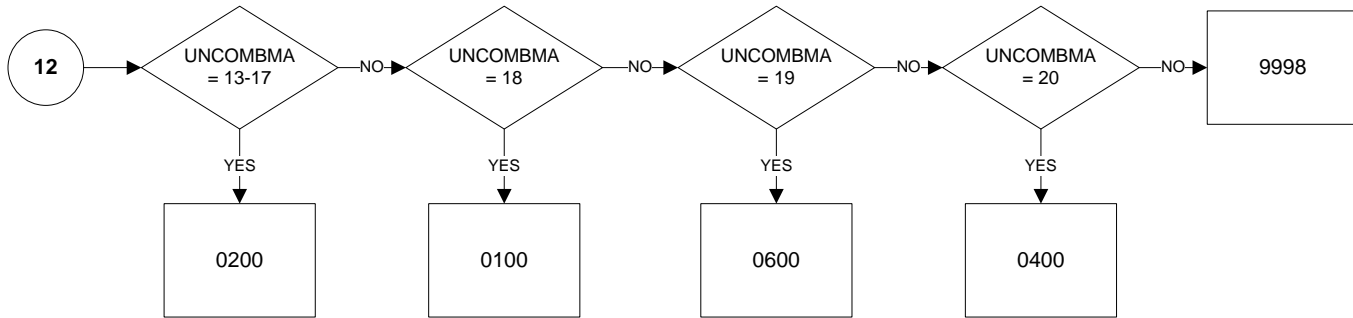 12
UNCOMBMA
= 13-17
NO
UNCOMBMA
= 18
NO
UNCOMBMA
= 19
NO
UNCOMBMA
= 20
NO
9998
YES
YES
YES
YES
0200
0100
0600
0400